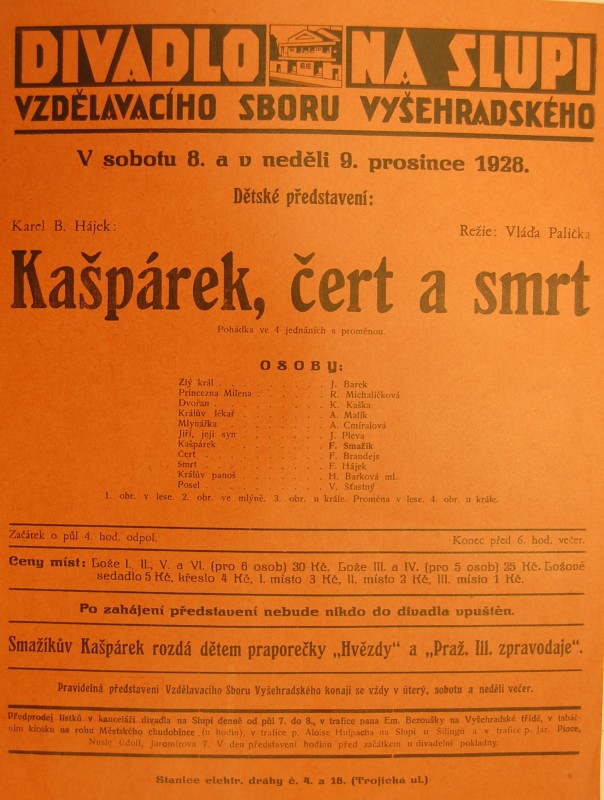 DIVADLO NA SLUPI
VZDĚLAVACÍHO SBORU VYŠEHRADSKÉHO
V sobotu 8. a v neděli 9. prosince 1928.
Dětské představení:
Karel B. Hájek:
Režie: Vláďa Palička
Kašpárek, čert a smrt
Pohádka ve 4 jednáních s proměnou.
OSOBY:
Zlý král . . . . . . . . . . J. Barek
Princezna Milena . . . . . . . R. Michaličková
Dvořan . . . . . . . . . . K. Kaška
Králův lékař . . . . . . . . A. Malík
Mlynářka . . . . . . . . . A. Cmíralová
Jiří, její syn . . . . . . . . J. Pleva
Kašpárek . . . . . . . . . F. Smažík
Čert . . . . . . . . . . . F. Brandejs
Smrt . . . . . . . . . . . F. Hájek
Králův panoš . . . . . . . . H. Barková ml.
Posel . . . . . . . . . . . V. Šťastný
1. obr. v lese. 2. obr. ve mlýně. 3. obr. u krále. Proměna v lese. 4. obr. u krále.
Začátek o půl 4. hod. odpol.
Konec před 6. hod. večer.
Ceny míst: Lože I. II., V. a VI. (pro 6 osob) 30 Kč. Lože III. a IV. (pro 5 osob) 25 Kč. Ložové
sedadlo 5 Kč, křeslo 4 Kč, I. místo 3 Kč, II. místo 2 Kč, III. místo 1 Kč.
Po zahájení představení nebude nikdo do divadla vpuštěn.
Smažíkův Kašpárek rozdá dětem praporečky „Hvězdy“ a „Praž. III. zpravodaje“.
Pravidelná představení Vzdělavacího Sboru Vyšehradského konají se vždy v úterý, sobotu a neděli večer.
Předprodej lístků v kanceláři divadla na Slupi denně od půl 7. do 8., v trafice pana Em. Bezoušky na Vyšehradské třídě, v tabáč-
ním kiosku na rohu Městského chudobince (u hodin), v trafice p. Aloise Hulpacha na Slupi u Silingů a v trafice p. Jar. Pince,
Nusle Údolí, Jaromírova 7. V den představení hodinu před začátkem u divadelní pokladny.
Stanice elektr. dráhy č. 4. a 18. (Trojická ul.)